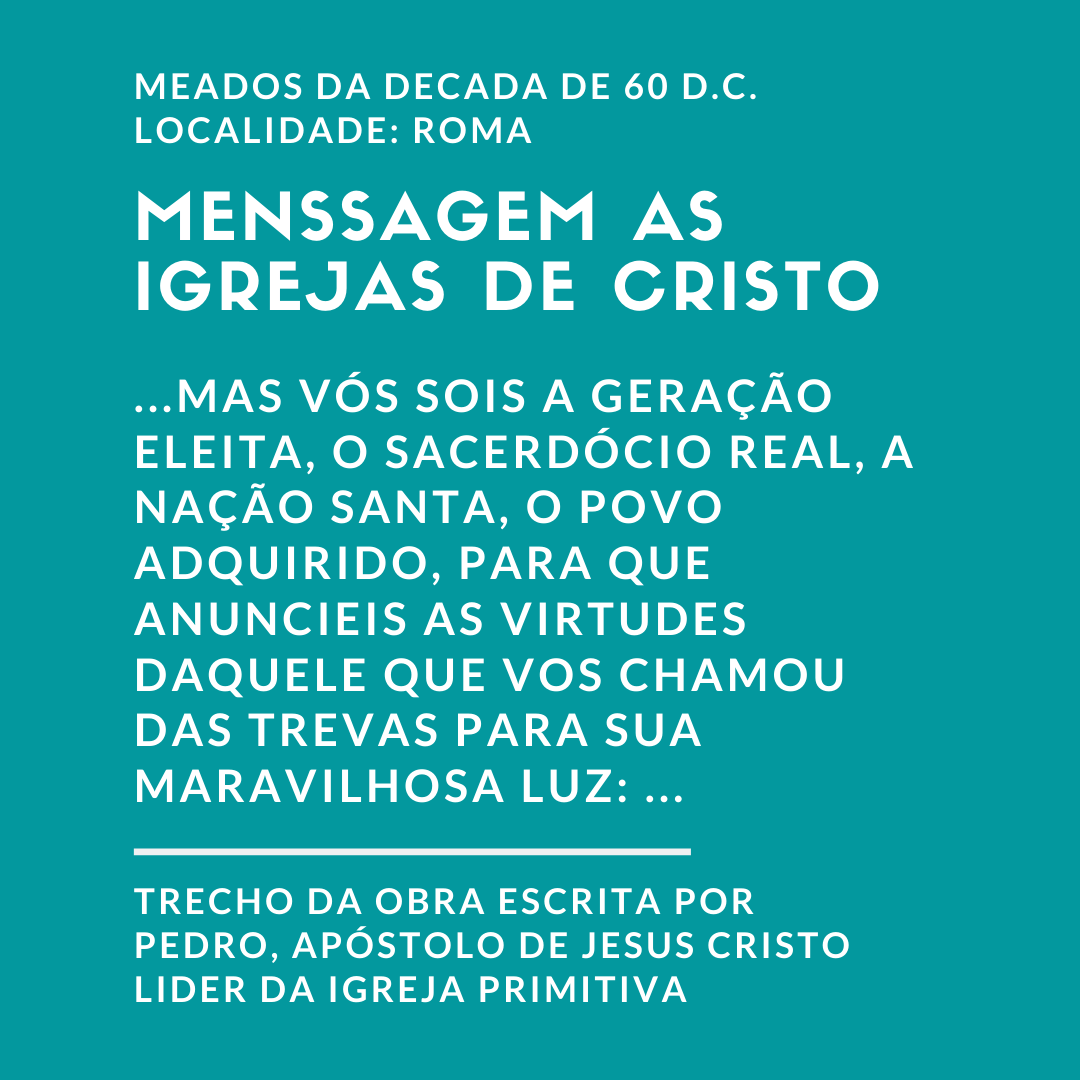 MEADOS DA DECADA DE 60 D.C.
LOCALIDADE: ROMA
MENSSAGEM AS
IGREJAS DE CRISTO
...MAS VÓS SOIS A GERAÇÃO
ELEITA, O SACERDÓCIO REAL, A
NAÇÃO SANTA, O POVO
ADQUIRIDO, PARA QUE
ANUNCIEIS AS VIRTUDES
DAQUELE QUE VOS CHAMOU
DAS TREVAS PARA SUA
MARAVILHOSA LUZ: ...
TRECHO DA OBRA ESCRITA POR
PEDRO, APÓSTOLO DE JESUS CRISTO
LIDER DA IGREJA PRIMITIVA